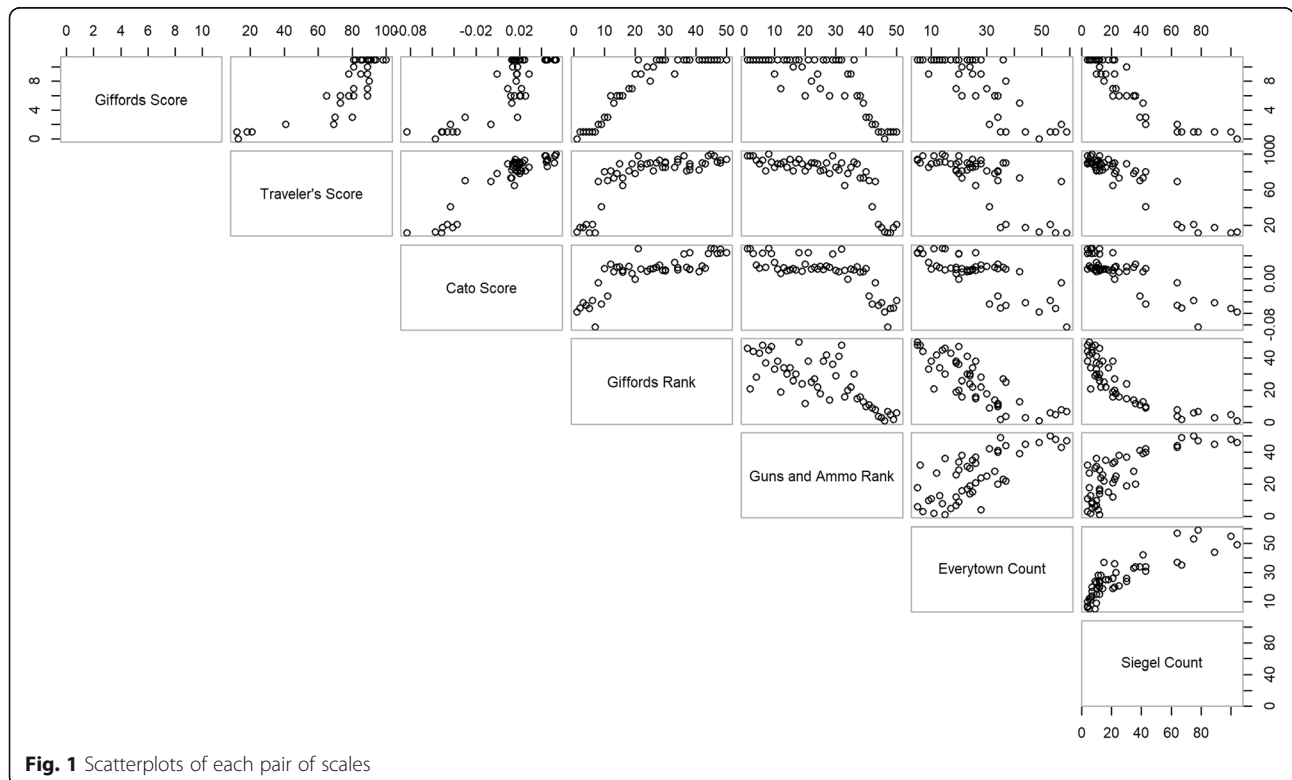 0 2 4 6 8 10
20 40 60 80 100
-0.08 -0.02 0.02
0 10 20 30 40 50
0 10 20 30 40 50
10 20 30 40 50 60
0 20 40 60 80
Giffords Score
0 4 8
Traveler's Score
20 60 100
Cato Score
-0.08 0.00
Giffords Rank
0 20 40
Guns and Ammo Rank
0 20 40
Everytown Count
10 30 50
Siegel Count
0 40 80
0 20 40 60 80
Fig. 1 Scatterplots of each pair of scales